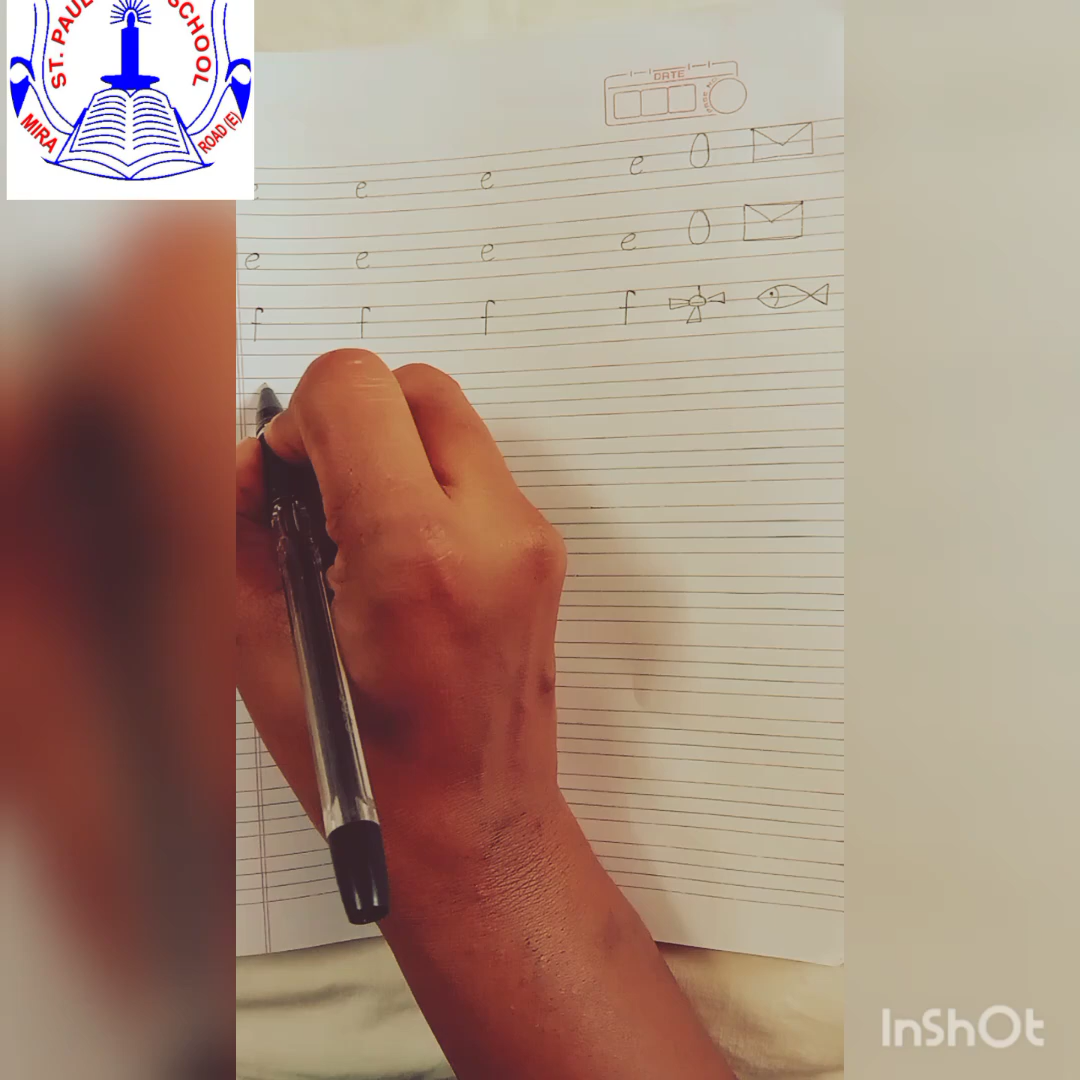 ST. PAUL SCHOOL
MIRA ROAD (E)
DATE
e e e
e e e e
f f f f
InShOt